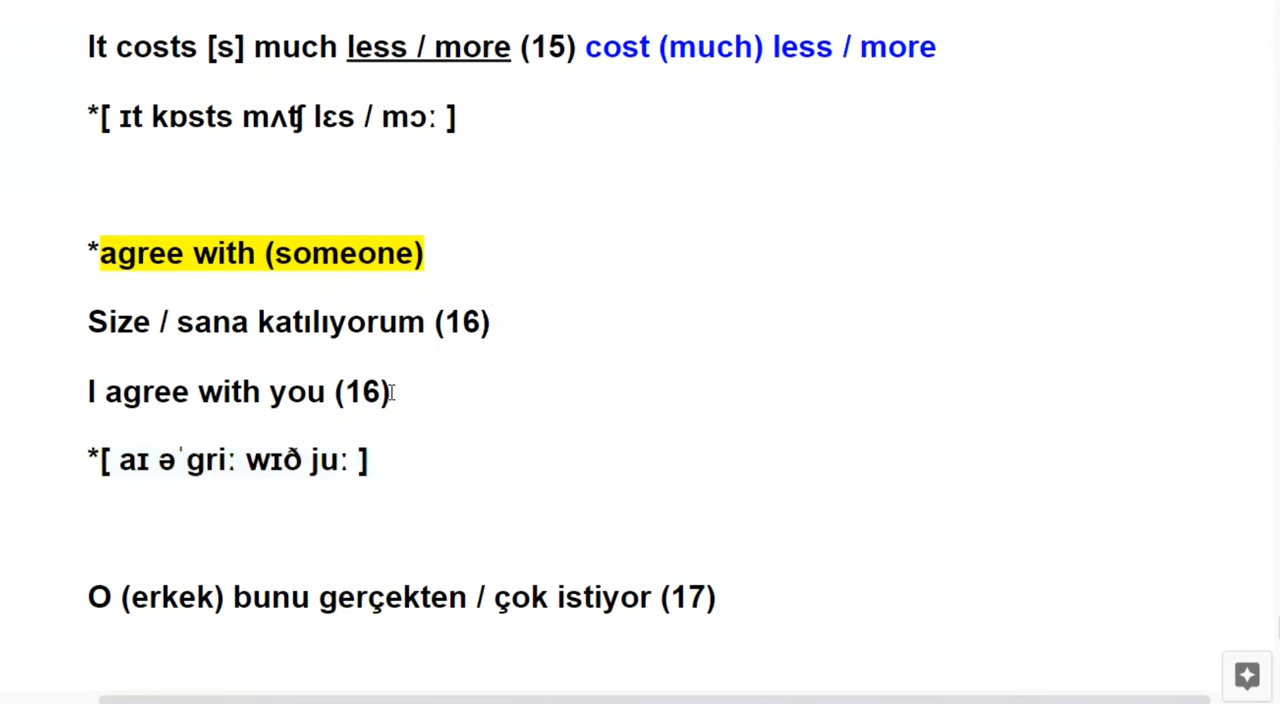 It costs [s] much less / more (15) cost (much) less / more
*[ ɪt kɒsts mʌʧ lɛs / mɔː ]
*agree with (someone)
Size / sana katılıyorum (16)
I agree with you (16)
*[ aɪ əˈgriː wɪð juː ]
O (erkek) bunu gerçekten / çok istiyor (17)